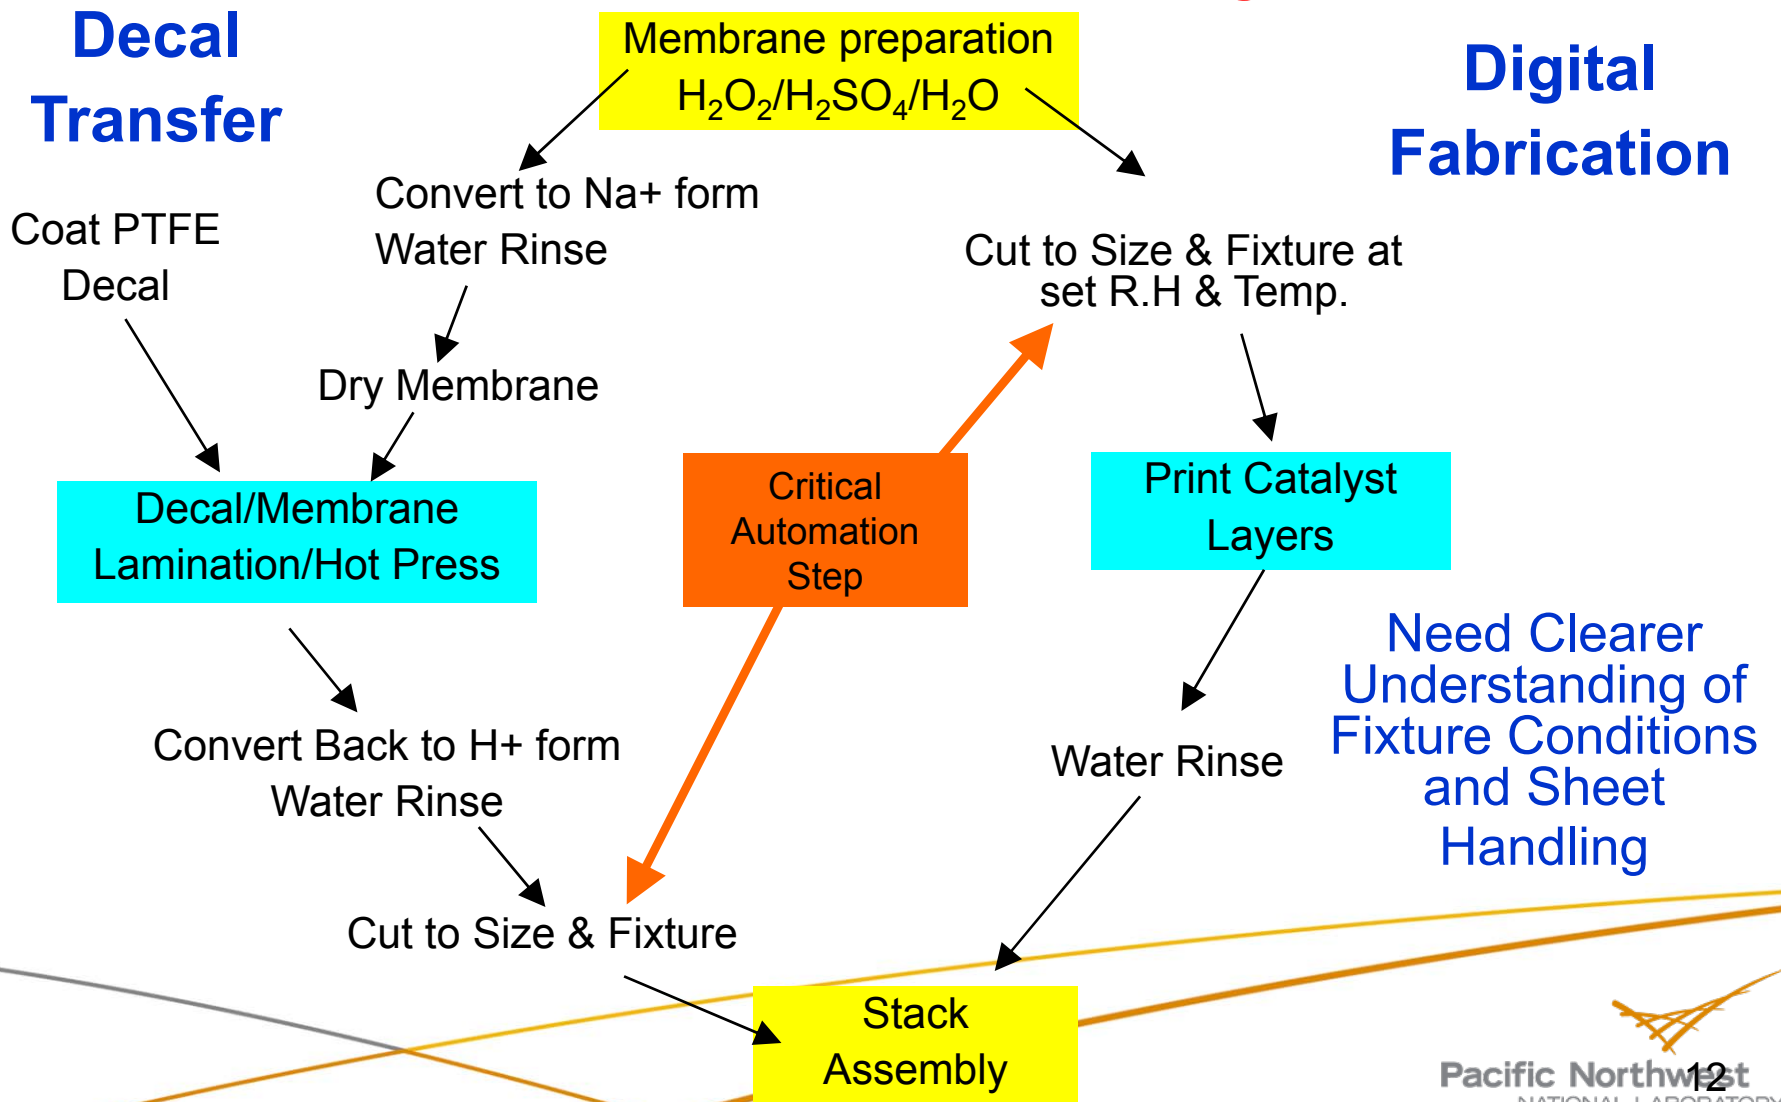 Decal
Transfer
Membrane preparation
H₂O₂/H₂SO₄/H₂O
Digital
Fabrication
Coat PTFE
Decal
Convert to Na+ form
Water Rinse
Cut to Size & Fixture at
set R.H & Temp.
Dry Membrane
Decal/Membrane
Lamination/Hot Press
Critical
Automation
Step
Print Catalyst
Layers
Need Clearer
Understanding of
Fixture Conditions
and Sheet
Handling
Convert Back to H+ form
Water Rinse
Water Rinse
Cut to Size & Fixture
Stack
Assembly
Pacific Northwest
NATIONAL LABORATORY
12